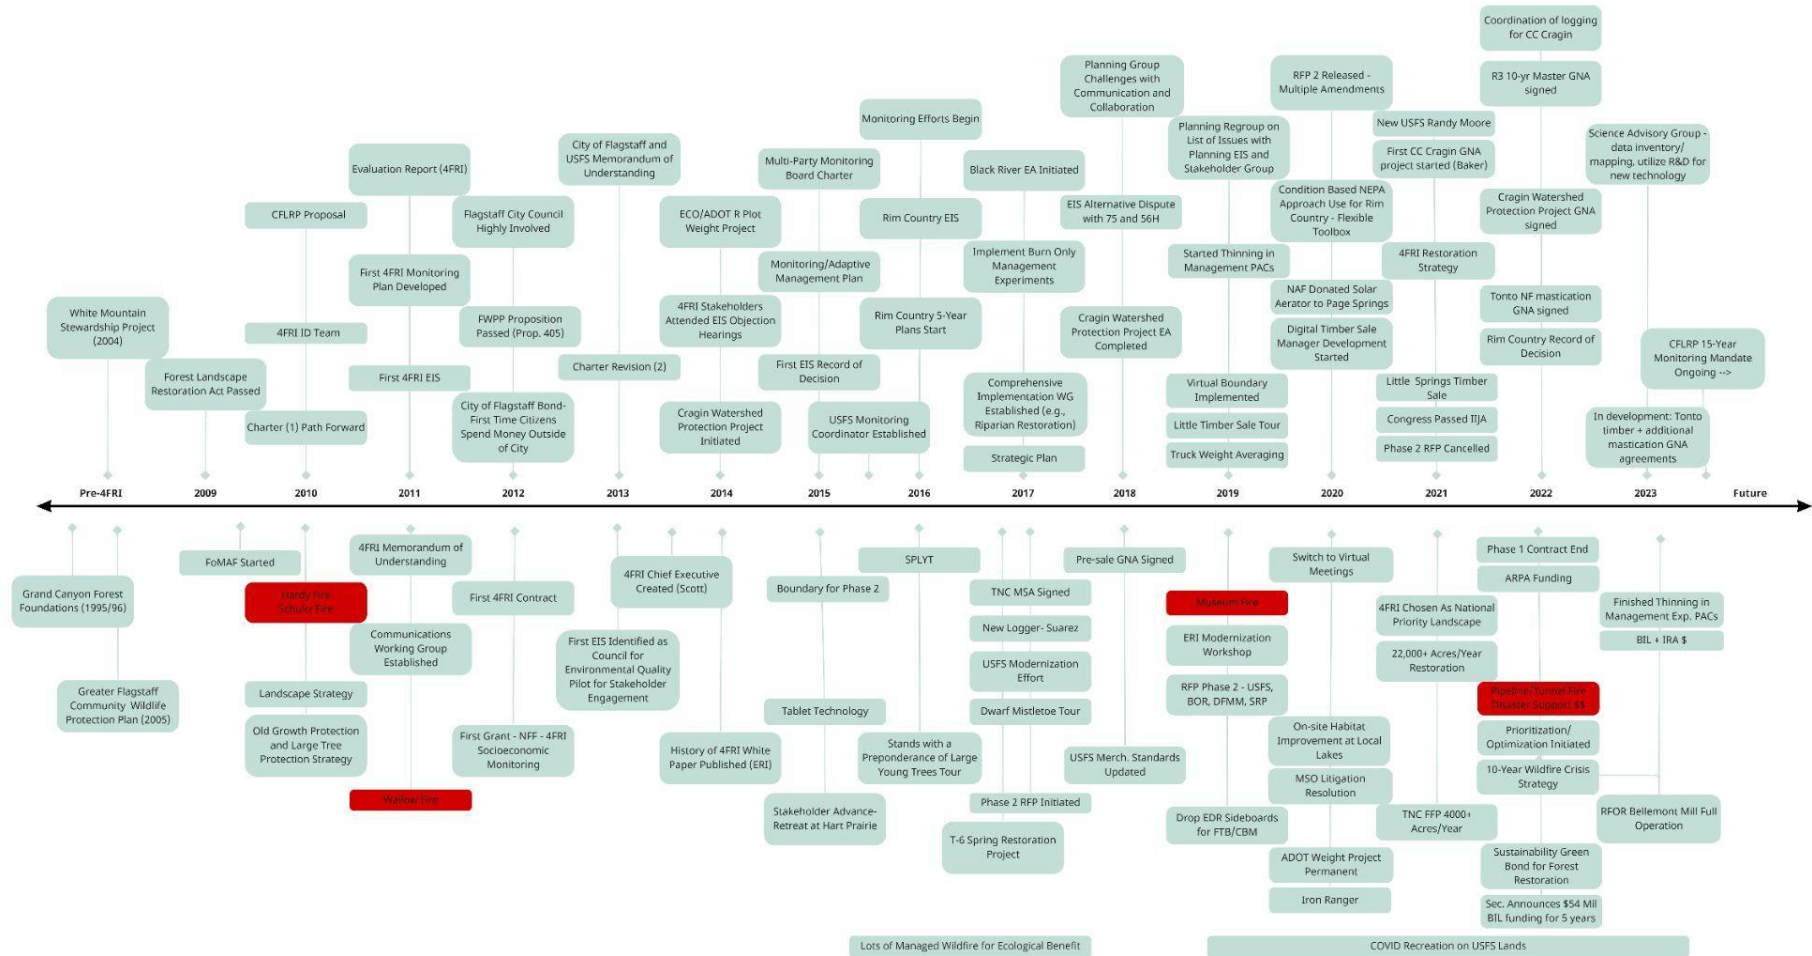 Coordination of logging
for CC Cragin
Planning Group
Challenges with
Communication and
Collaboration
RFP 2 Released -
Multiple Amendments
R3 10-yr Master GNA
signed
Monitoring Efforts Begin
Planning Regroup on
List of Issues with
Planning EIS and
Stakeholder Group
New USFS Randy Moore
First CC Cragin GNA
project started (Baker)
Science Advisory Group -
data inventory/
mapping, utilize R&D for
new technology
City of Flagstaff and
USFS Memorandum of
Understanding
Evaluation Report (4FRI)
Multi-Party Monitoring
Board Charter
Black River EA Initiated
Condition Based NEPA
Approach Use for Rim
Country - Flexible
Toolbox
Cragin Watershed
Protection Project GNA
signed
CFLRP Proposal
Flagstaff City Council
Highly Involved
ECO/ADOT R Plot
Weight Project
Rim Country EIS
EIS Alternative Dispute
with 75 and 56H
First 4FRI Monitoring
Plan Developed
Monitoring/Adaptive
Management Plan
Implement Burn Only
Management
Experiments
Started Thinning in
Management PACs
4FRI Restoration
Strategy
NAF Donated Solar
Aerator to Page Springs
Tonto NF mastication
GNA signed
White Mountain
Stewardship Project
(2004)
4FRI ID Team
FWPP Proposition
Passed (Prop. 405)
4FRI Stakeholders
Attended EIS Objection
Hearings
Rim Country 5-Year
Plans Start
Cragin Watershed
Protection Project EA
Completed
Digital Timber Sale
Manager Development
Started
Rim Country Record of
Decision
CFLRP 15-Year
Monitoring Mandate
Ongoing -->
Forest Landscape
Restoration Act Passed
First 4FRI EIS
Charter Revision (2)
First EIS Record of
Decision
Comprehensive
Implementation WG
Established (e.g.,
Riparian Restoration)
Virtual Boundary
Implemented
Little Springs Timber
Sale
Charter (1) Path Forward
City of Flagstaff Bond-
First Time Citizens
Spend Money Outside
of City
Cragin Watershed
Protection Project
Initiated
USFS Monitoring
Coordinator Established
Little Timber Sale Tour
Congress Passed IIJA
In development: Tonto
timber + additional
mastication GNA
agreements
Strategic Plan
Truck Weight Averaging
Phase 2 RFP Cancelled
Pre-4FRI
2009
2010
2011
2012
2013
2014
2015
2016
2017
2018
2019
2020
2021
2022
2023
Future
Grand Canyon Forest
Foundations (1995/96)
Greater Flagstaff
Community Wildlife
Protection Plan (2005)
FoMAF Started
Hardy Fire
Schultz Fire
Landscape Strategy
Old Growth Protection
and Large Tree
Protection Strategy
4FRI Memorandum of
Understanding
Communications
Working Group
Established
Wallow Fire
First 4FRI Contract
First Grant - NFF - 4FRI
Socioeconomic
Monitoring
First EIS Identified as
Council for
Environmental Quality
Pilot for Stakeholder
Engagement
4FRI Chief Executive
Created (Scott)
History of 4FRI White
Paper Published (ERI)
Boundary for Phase 2
Tablet Technology
Stakeholder Advance-
Retreat at Hart Prairie
SPLYT
Stands with a
Preponderance of Large
Young Trees Tour
TNC MSA Signed
New Logger- Suarez
USFS Modernization
Effort
Dwarf Mistletoe Tour
Phase 2 RFP Initiated
T-6 Spring Restoration
Project
Pre-sale GNA Signed
USFS Merch. Standards
Updated
Museum Fire
ERI Modernization
Workshop
RFP Phase 2 - USFS,
BOR, DFMM, SRP
Drop EDR Sideboards
for FTB/CBM
Switch to Virtual
Meetings
On-site Habitat
Improvement at Local
Lakes
MSO Litigation
Resolution
ADOT Weight Project
Permanent
Iron Ranger
4FRI Chosen As National
Priority Landscape
22,000+ Acres/Year
Restoration
TNC FFP 4000+
Acres/Year
Phase 1 Contract End
ARPA Funding
Pipeline/Tunnel Fire
Disaster Support $$
Prioritization/
Optimization Initiated
10-Year Wildfire Crisis
Strategy
Sustainability Green
Bond for Forest
Restoration
Sec. Announces $54 Mil
BIL funding for 5 years
Finished Thinning in
Management Exp. PACs
BIL + IRA $
RFOR Bellemont Mill Full
Operation
Lots of Managed Wildfire for Ecological Benefit
COVID Recreation on USFS Lands